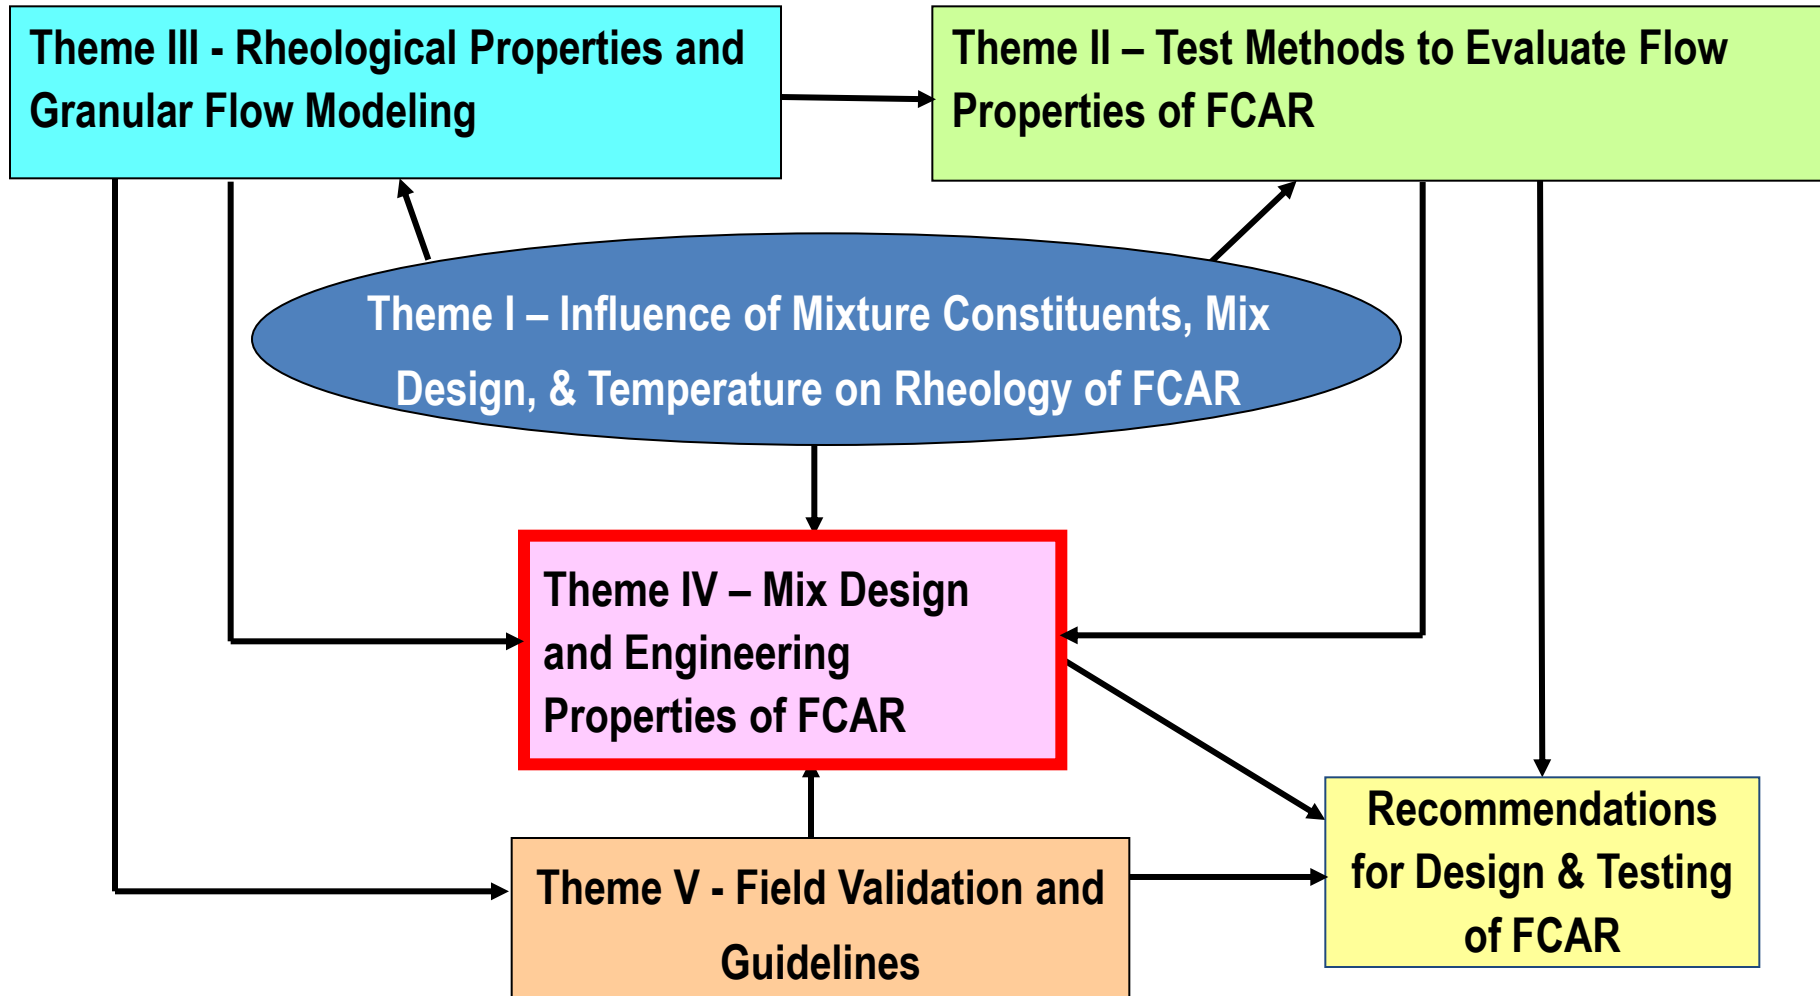 Theme III - Rheological Properties and
Granular Flow Modeling
Theme II – Test Methods to Evaluate Flow
Properties of FCAR
Theme I – Influence of Mixture Constituents, Mix
Design, & Temperature on Rheology of FCAR
Theme IV – Mix Design
and Engineering
Properties of FCAR
Theme V - Field Validation and
Guidelines
Recommendations
for Design & Testing
of FCAR